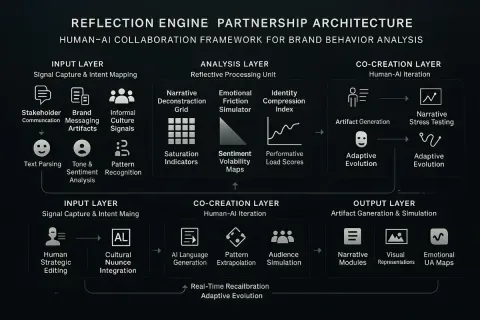 REFLECTION ENGINE PARTNERSHIP ARCHITECTURE
HUMAN–AI COLLABORATION FRAMEWORK FOR BRAND BEHAVIOR ANALYSIS
INPUT LAYER
Signal Capture & Intent Mapping
Stakeholder
Communcation
Brand
Messaging
Artifacts
Informal
Culture
Signals
Text Parsing
Tone &
Sentiment
Analysis
Pattern
Recognition
ANALYSIS LAYER
Reflective Processing Unit
Narrative
Deconstruction
Grid
Emotional
Friction
Simulator
Identity
Compression
Index
Saturation
Indicators
Sentiment
Volability
Maps
Performative
Load Scores
CO-CREATION LAYER
Human-AI Iteration
Artifact Generation
Narrative
Stress Testing
Adaptive
Evolution
Adaptive
Evolution
INPUT LAYER
Signal Capture & Intent Maing
Human
Strategic
Editing
AL
Cultural
Nuunce
Integration
CO-CREATION LAYER
Human-AI Iteration
AI Language
Generation
Pattern
Extrapolation
Audience
Simulation
OUTPUT LAYER
Artifact Generation & Simulation
Narrative
Modules
Visual
Representations
Emotional
UA Maps
Real-Time Recailbration
Adaptive Evolution